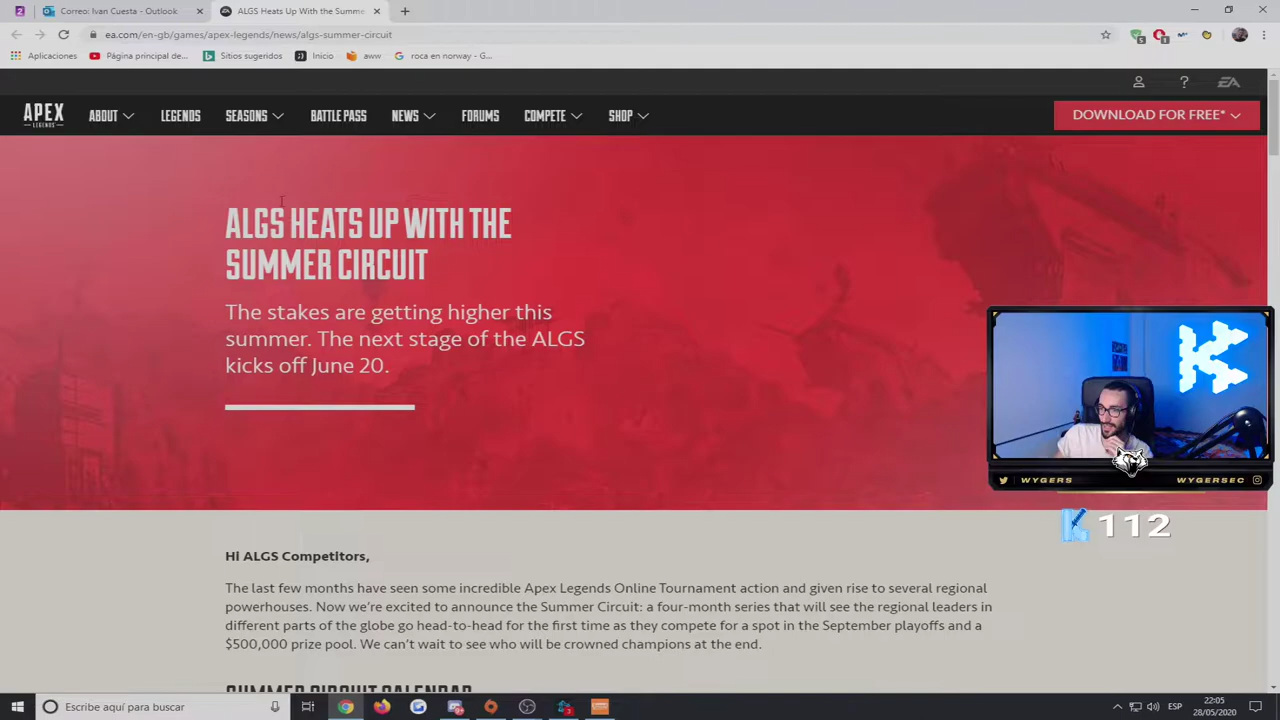 Correo: Ivan Cuesta - Outlook
ALGS Heats Up With the Summe
ea.com/en-gb/games/apex-legends/news/algs-summer-circuit
Aplicaciones
Página principal de...
Sitios sugeridos
Inicio
aww
roca en norway - G...
APEX
LEGENDS
ABOUT
LEGENDS
SEASONS
BATTLE PASS
NEWS
FORUMS
COMPETE
SHOP
?
EA
DOWNLOAD FOR FREE*
ALGS HEATS UP WITH THE
SUMMER CIRCUIT
The stakes are getting higher this
summer. The next stage of the ALGS
kicks off June 20.
K
WYGERS
WYGERSEC
112
Hi ALGS Competitors,
The last few months have seen some incredible Apex Legends Online Tournament action and given rise to several regional
powerhouses. Now we're excited to announce the Summer Circuit: a four-month series that will see the regional leaders in
different parts of the globe go head-to-head for the first time as they compete for a spot in the September playoffs and a
$500,000 prize pool. We can't wait to see who will be crowned champions at the end.
SUMMER CIRCUIT CALENDAR
Escribe aquí para buscar
ESP
22:05
28/05/2020